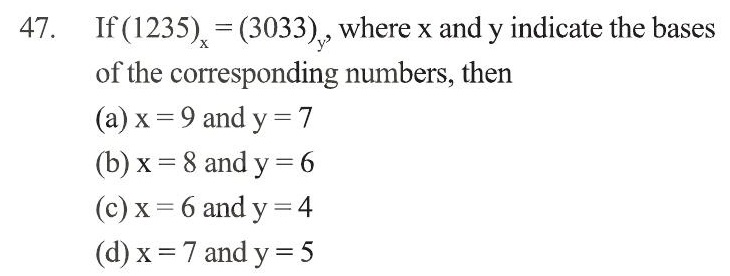 47. If (1235)ₓ = (3033)ᵧ, where x and y indicate the bases
of the corresponding numbers, then
(a) x = 9 and y = 7
(b) x = 8 and y = 6
(c) x = 6 and y = 4
(d) x = 7 and y = 5